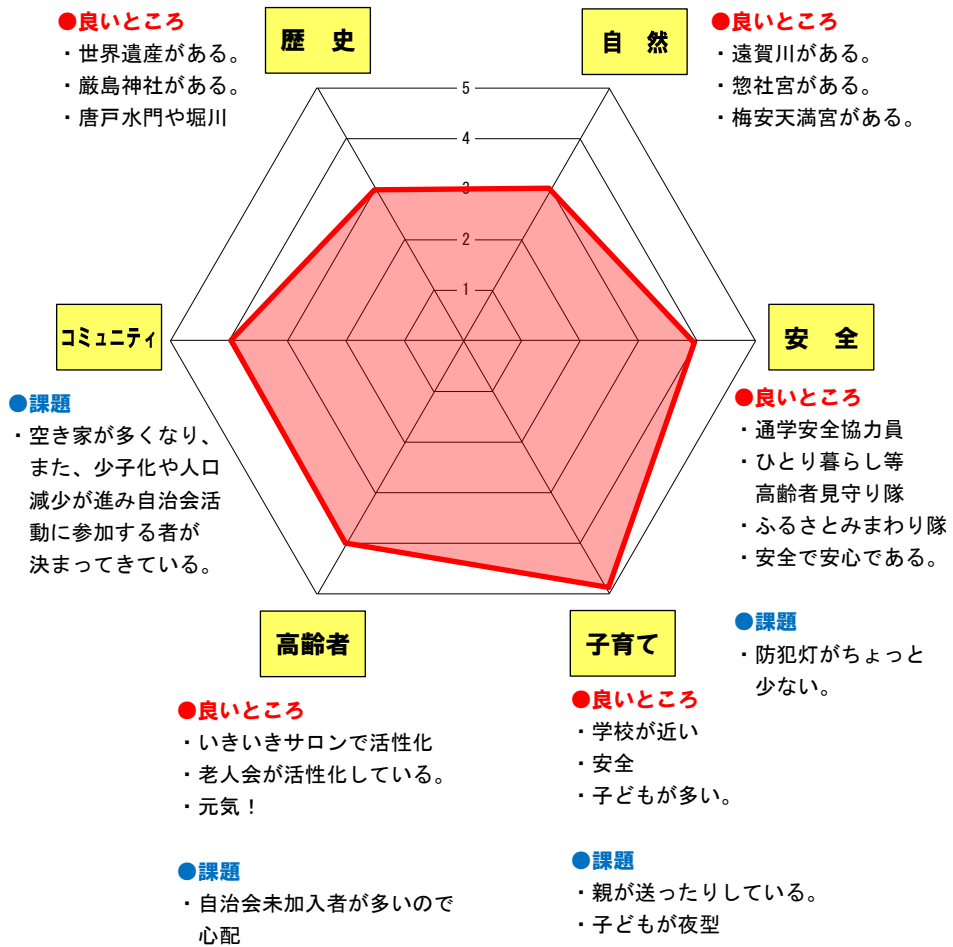 ●良いところ
・世界遺産がある。
・厳島神社がある。
・唐戸水門や堀川
歴 史
自 然
●良いところ
・遠賀川がある。
・惣社宮がある。
・梅安天満宮がある。
5
4
3
2
1
コミュニティ
●課題
・空き家が多くなり、
また、少子化や人口
減少が進み自治会活
動に参加する者が
決まってきている。
安 全
●良いところ
・通学安全協力員
・ひとり暮らし等
高齢者見守り隊
・ふるさとみまわり隊
・安全で安心である。
●課題
・防犯灯がちょっと
少ない。
高齢者
●良いところ
・いきいきサロンで活性化
・老人会が活性化している。
・元気！
●課題
・自治会未加入者が多いので
心配
子育て
●良いところ
・学校が近い
・安全
・子どもが多い。
●課題
・親が送ったりしている。
・子どもが夜型